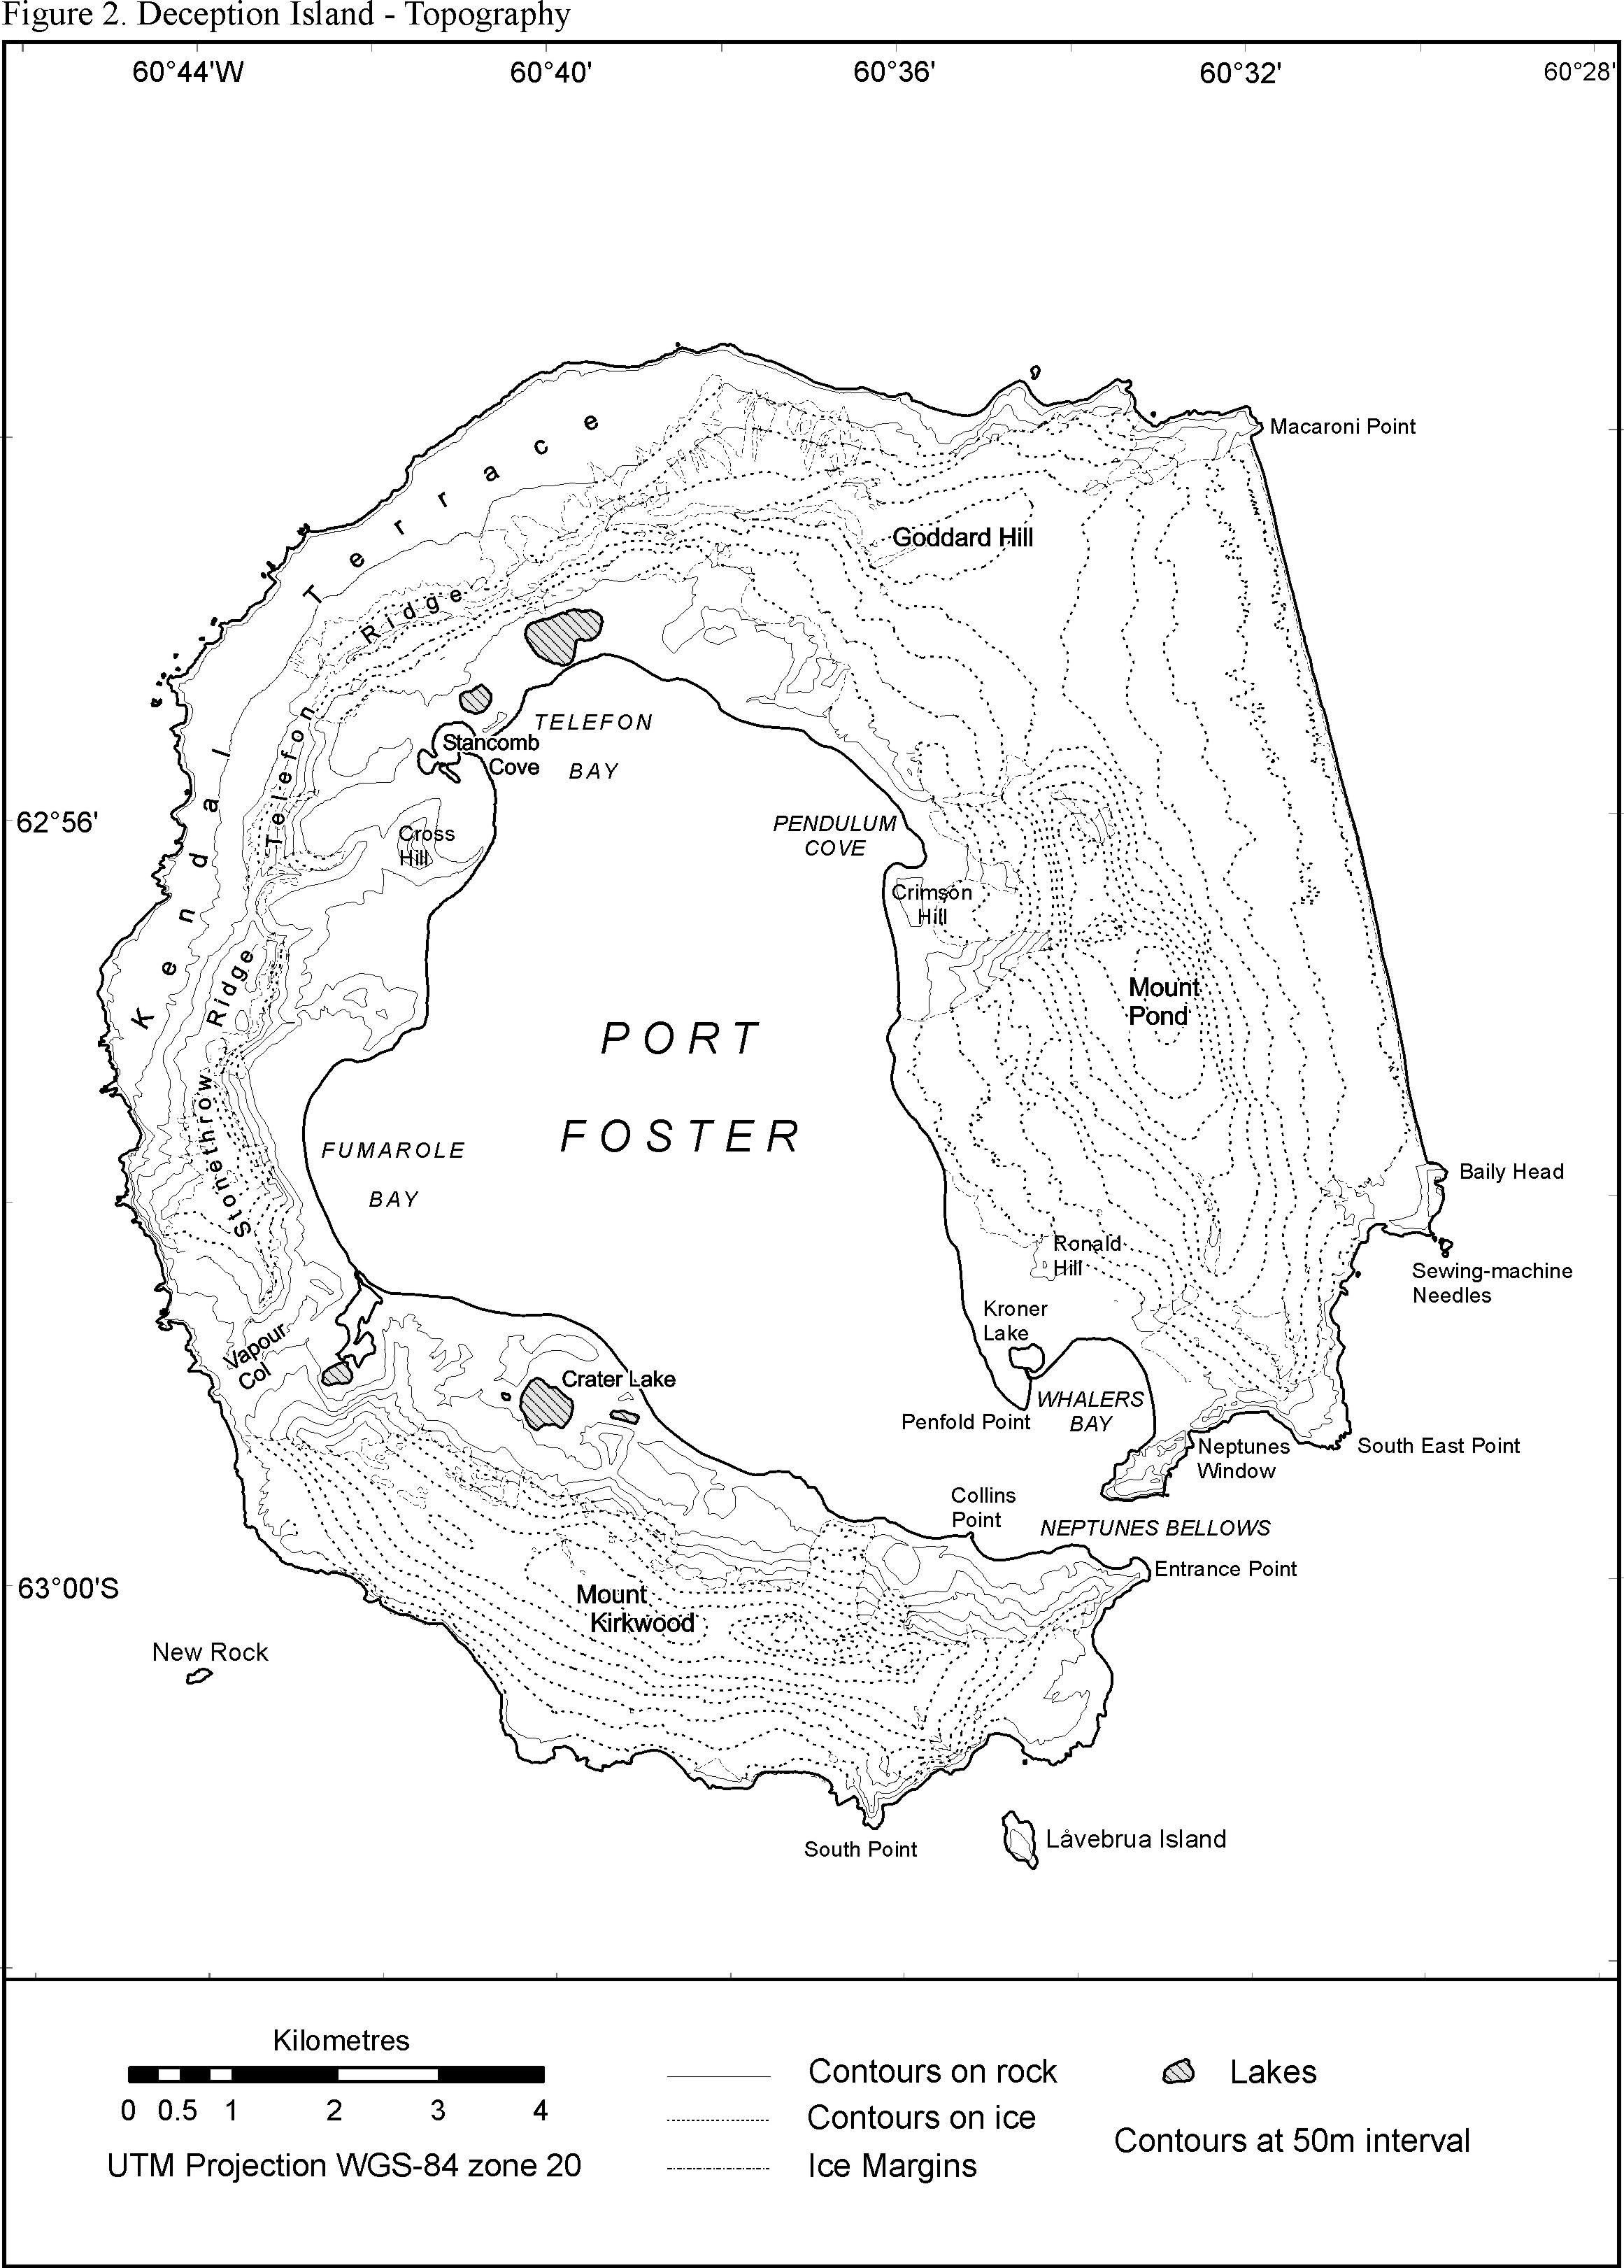 Figure 2. Deception Island - Topography
60°44'W 60°40' 60°36' 60°32' 60°28'
Macaroni Point
Kendal Terrace
Goddard Hill
Telefon Ridge
TELEFON
BAY
Stancomb
Cove
62°56'
Cross
Hill
PENDULUM
COVE
Crimson
Hill
Stonethrow Ridge
Mount
Pond
PORT
FOSTER
FUMAROLE
BAY
Baily Head
Ronald
Hill
Sewing-machine
Needles
Kroner
Lake
Vapour
Col
Crater Lake
WHALERS
BAY
Penfold Point
Neptunes
Window
South East Point
Collins
Point
NEPTUNES BELLOWS
Entrance Point
63°00'S
Mount
Kirkwood
New Rock
South Point
Låvebrua Island
Kilometres
0 0.5 1 2 3 4
UTM Projection WGS-84 zone 20
Contours on rock
Contours on ice
Ice Margins
Lakes
Contours at 50m interval